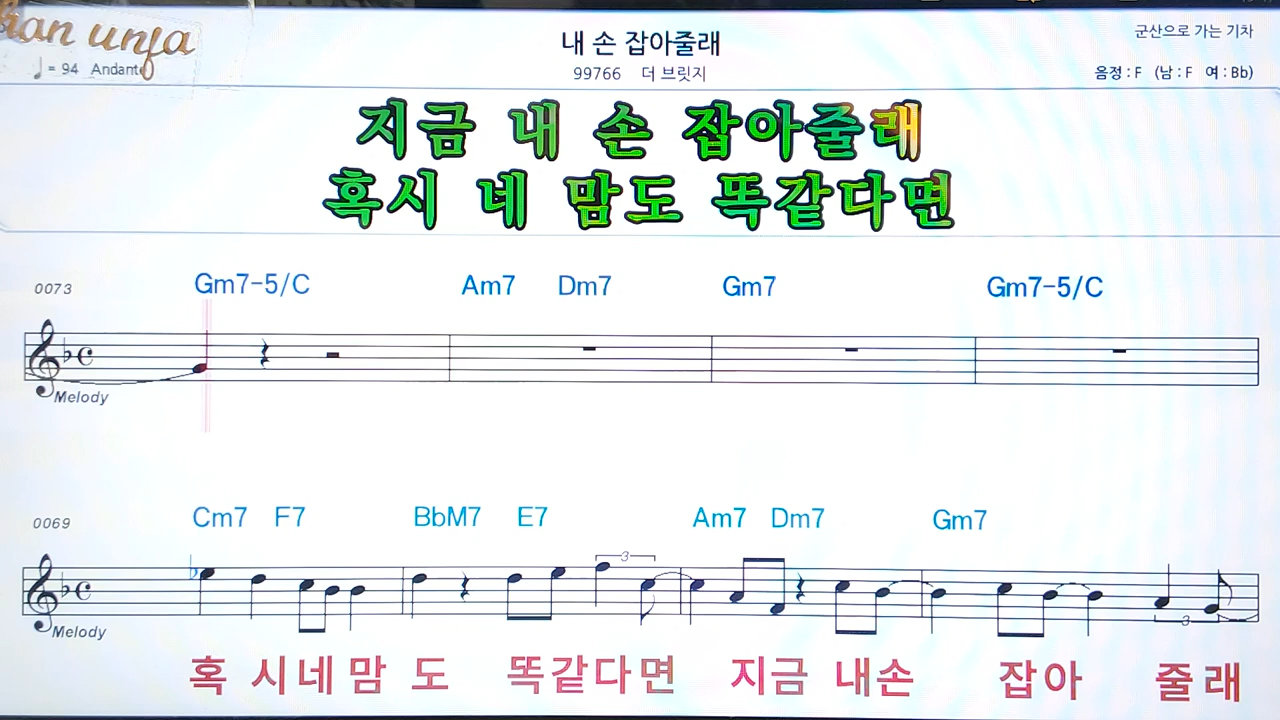 내 손 잡아줄래
군산으로 가는 기차
= 94 Andante
99766 더 브릿지
음정 : F (남 : F 여 : Bb)
지금 내 손 잡아줄래
혹시 네 맘도 똑같다면
0073 Gm7-5/C Am7 Dm7 Gm7 Gm7-5/C
Melody
0069 Cm7 F7 BbM7 E7 Am7 Dm7 Gm7
3
3
Melody
혹 시네 맘 도 똑같다면 지금 내손 잡아 줄래